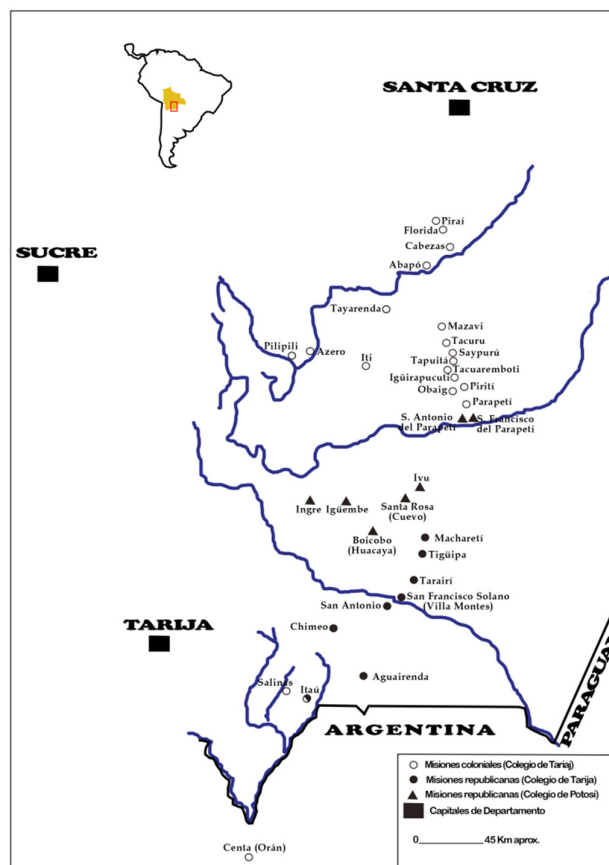 SANTA CRUZ
SUCRE
Piraí
Florida
Cabezas
Abapó
Tayarenda
Mazavi
Tacuru
Pilipili
Azero
Saypurú
Tapuitá
Iti
Tacuaremboti
Igüirapucuti
Pirití
Obaig
Parapetí
S. Antonio
del Parapetí
S. Francisco
del Parapetí
Ivu
Ingre
Igüembe
Santa Rosa
(Cuevo)
Boicobo
(Huacaya)
Macharetí
Tigüipa
Tarairí
San Francisco Solano
(Villa Montes)
San Antonio
TARIJA
Chimeo
Aguairenda
Salinas
Itaú
PARAGUAY
ARGENTINA
Misiones coloniales (Colegio de Tariaj)
Misiones republicanas (Colegio de Tarija)
Misiones republicanas (Colegio de Potosi)
Capitales de Departamento
0 45 Km aprox.
Centa (Orán)